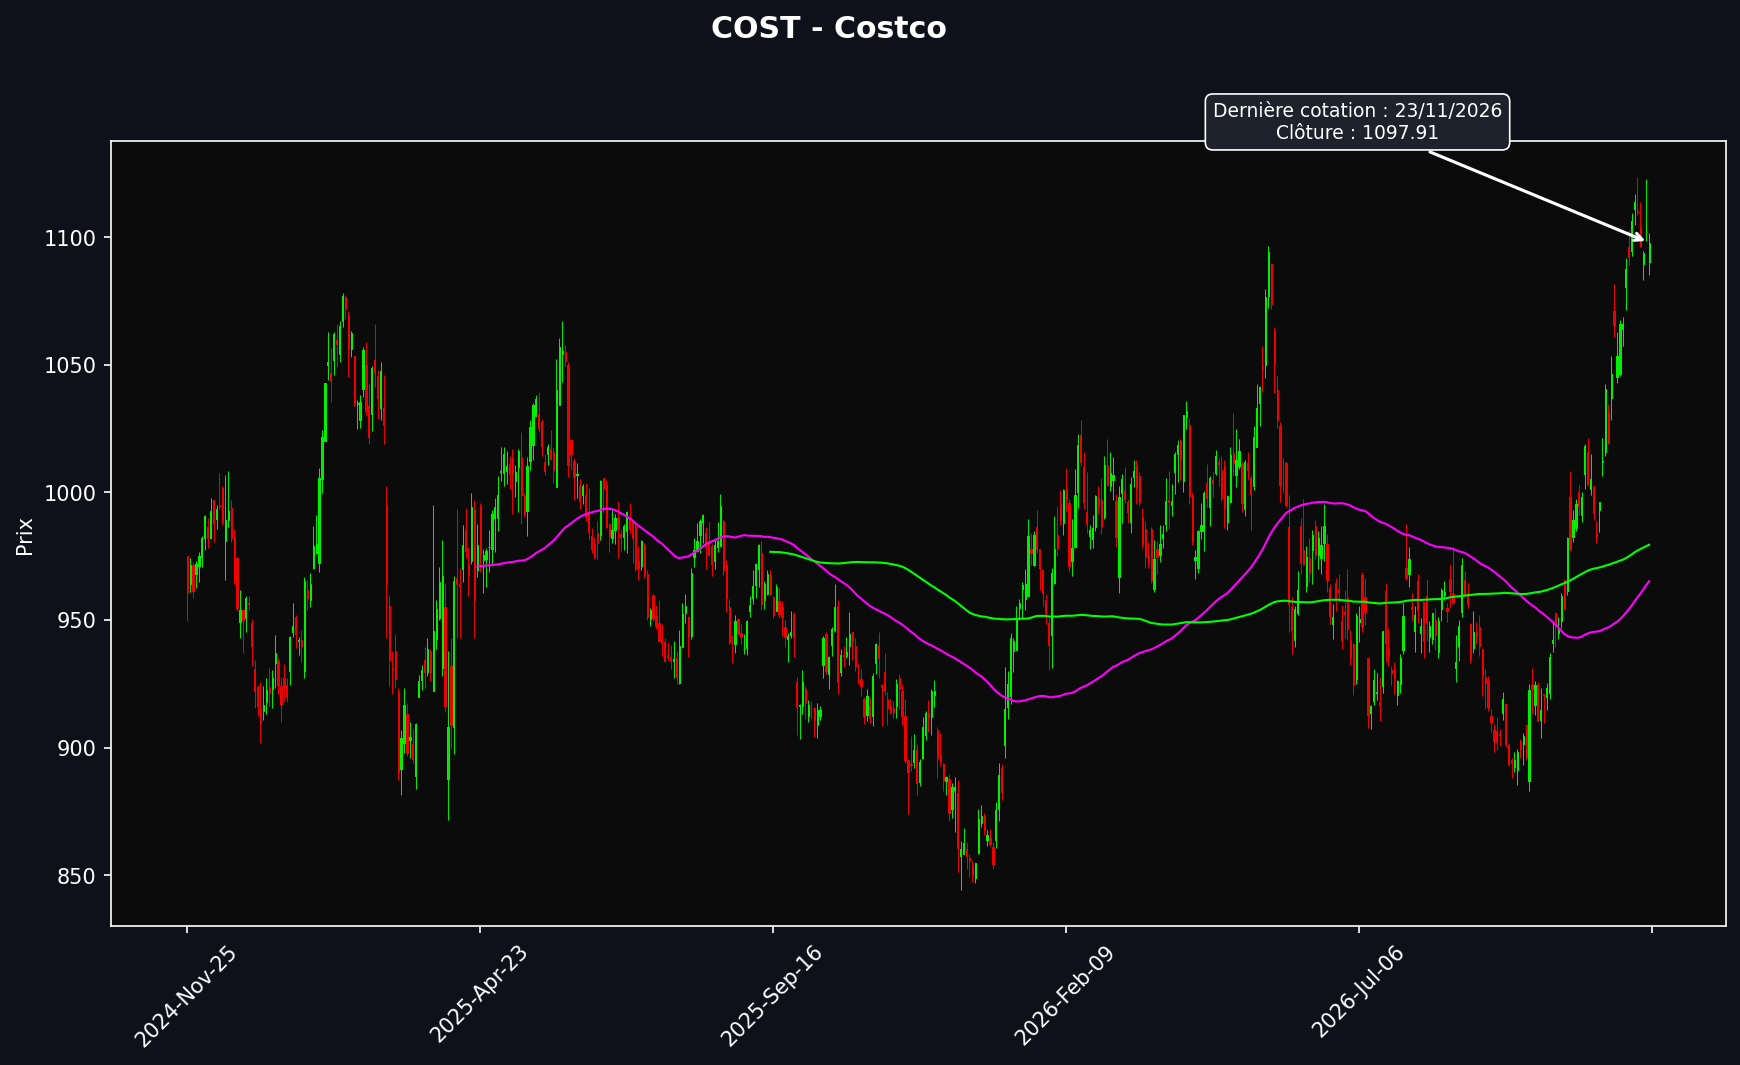 COST - Costco
Dernière cotation : 23/11/2026
Clôture : 1097.91
Prix
1100
1050
1000
950
900
850
2024-Nov-25
2025-Apr-23
2025-Sep-16
2026-Feb-09
2026-Jul-06